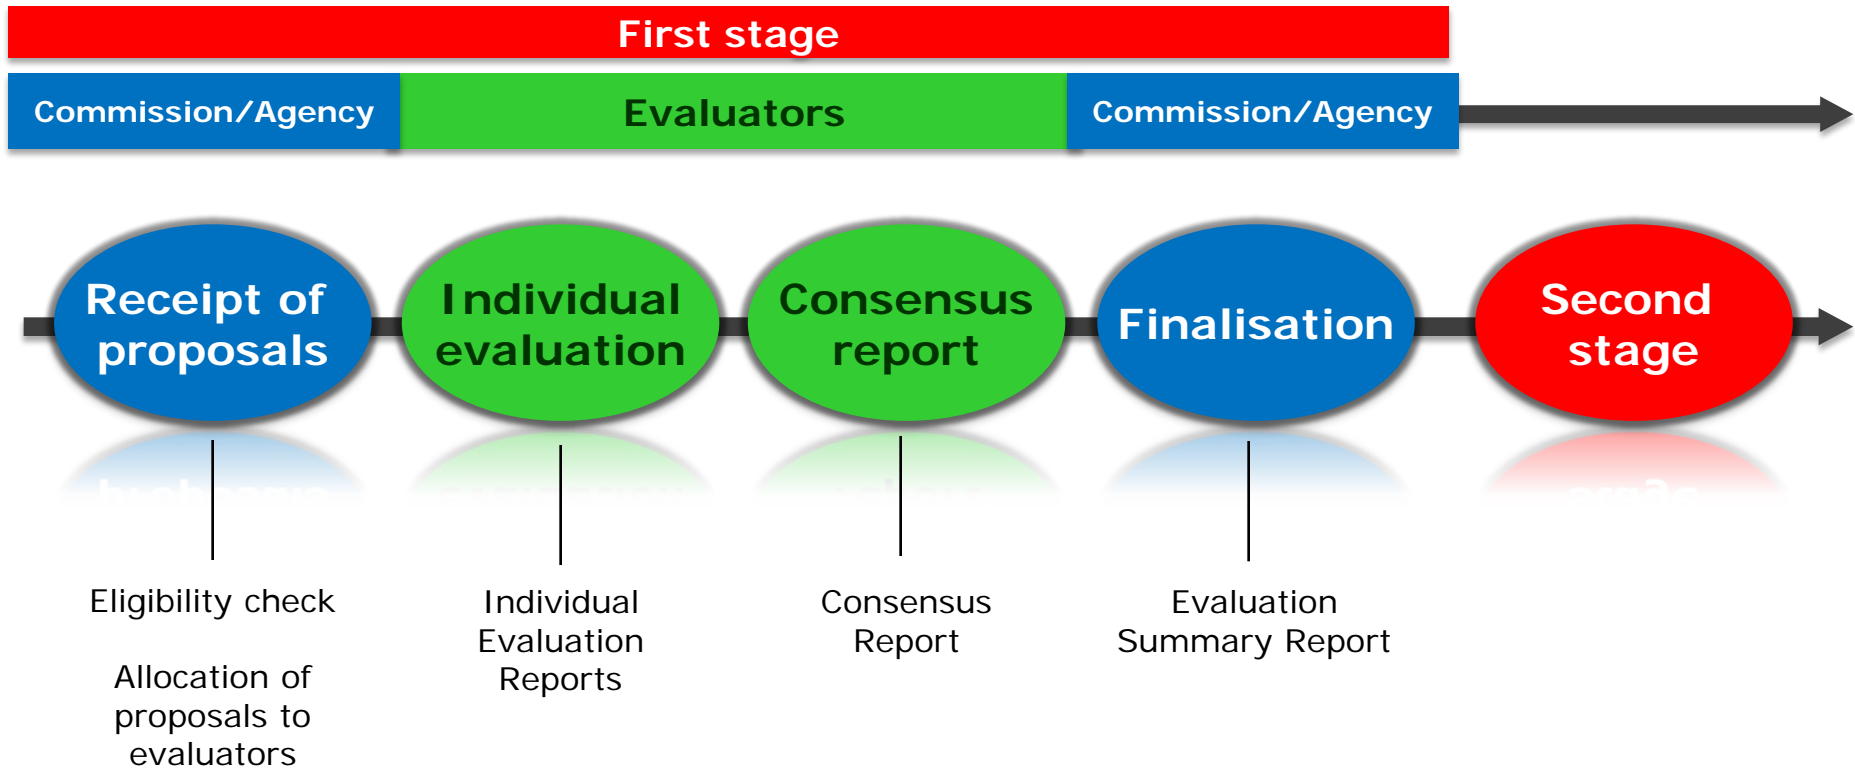 First stage
Commission/Agency
Evaluators
Commission/Agency
Receipt of
proposals
Individual
evaluation
Consensus
report
Finalisation
Second
stage
Eligibility check
Allocation of
proposals to
evaluators
Individual
Evaluation
Reports
Consensus
Report
Evaluation
Summary Report